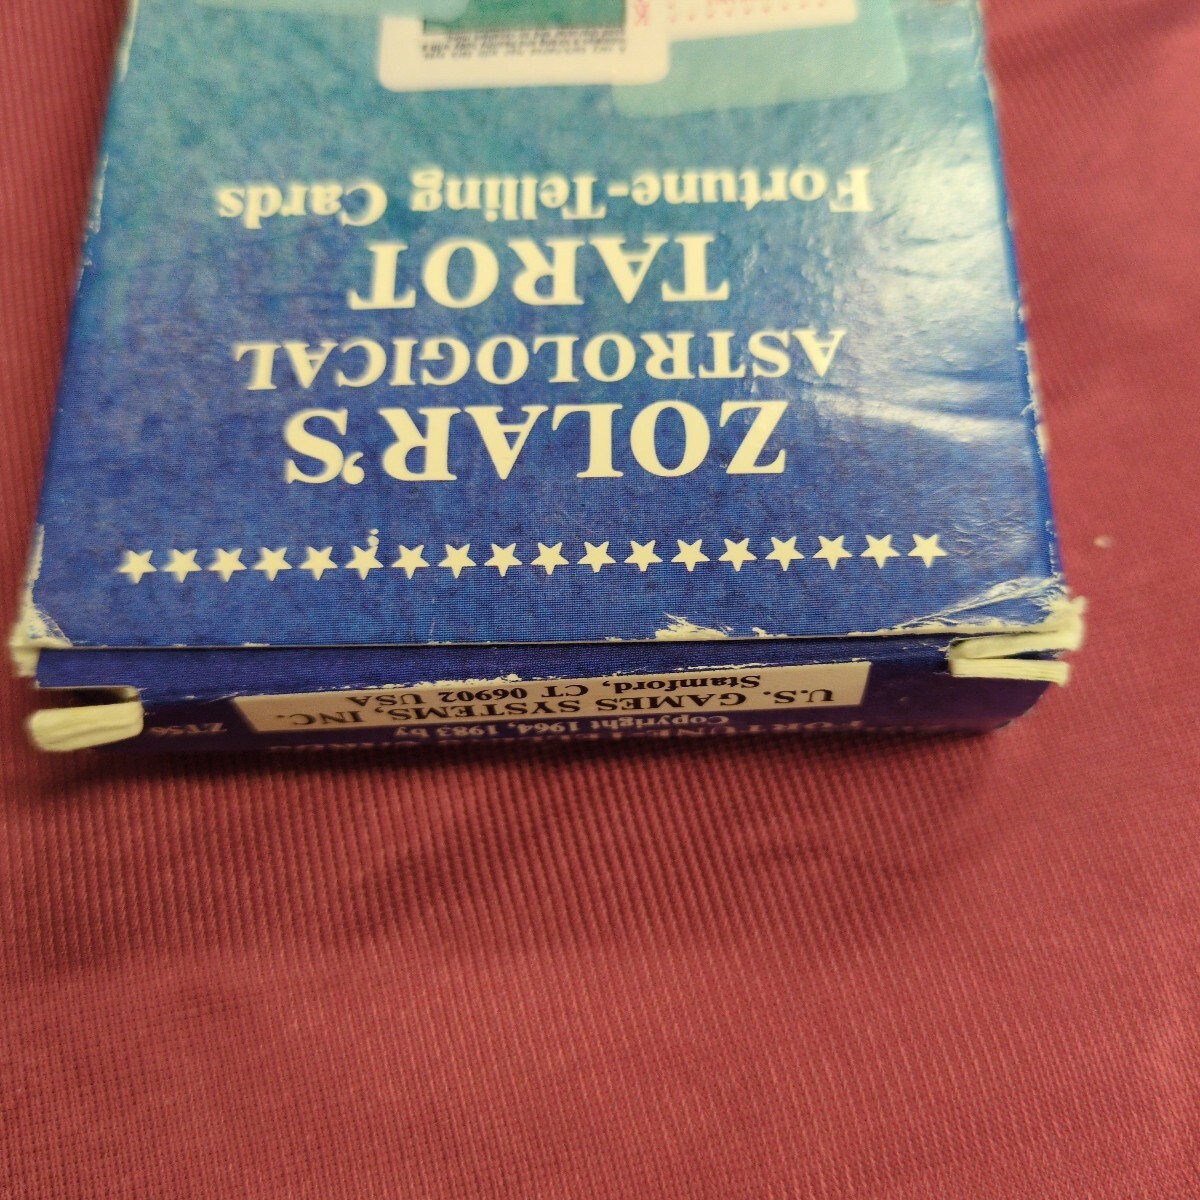 ZOLAR'S
ASTROLOGICAL
TAROT
Fortune-Telling Cards
Copyright 1964, 1983 by
U.S. GAMES SYSTEMS, INC.
Stamford, CT 06902 USA